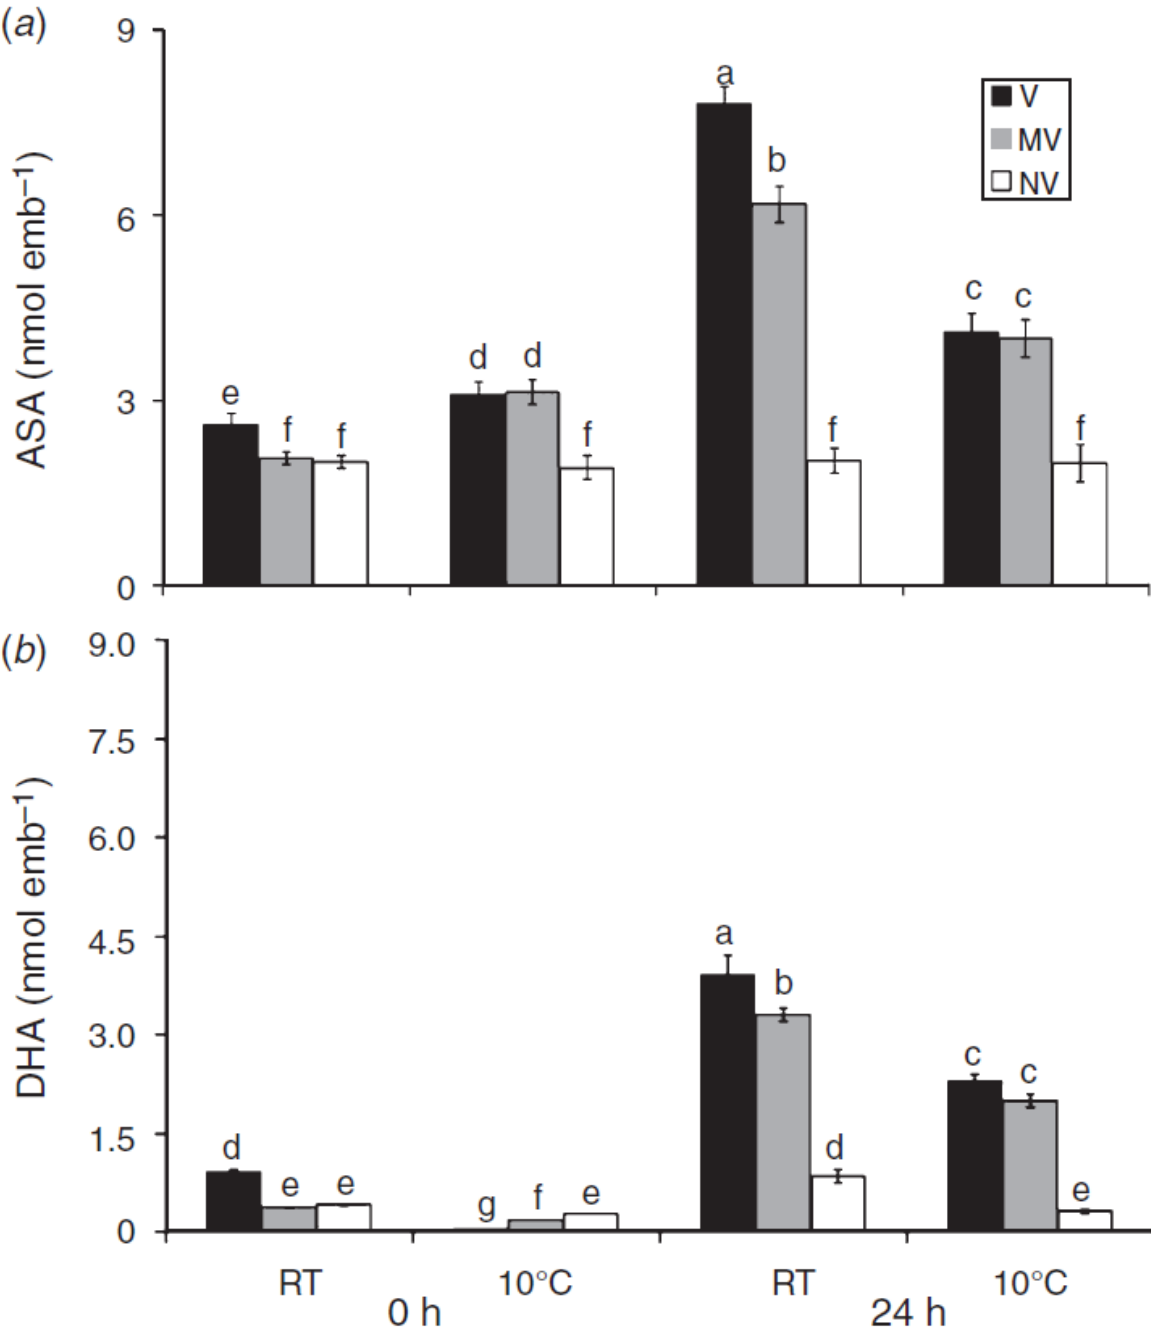 (a)
9
6
3
0
ASA (nmol emb⁻¹)
V
MV
NV
e f f
d d f
a b f
c c f
(b)
9.0
7.5
6.0
4.5
3.0
1.5
0
DHA (nmol emb⁻¹)
d e e
g f e
a b d
c c e
RT 10°C RT 10°C
0 h 24 h